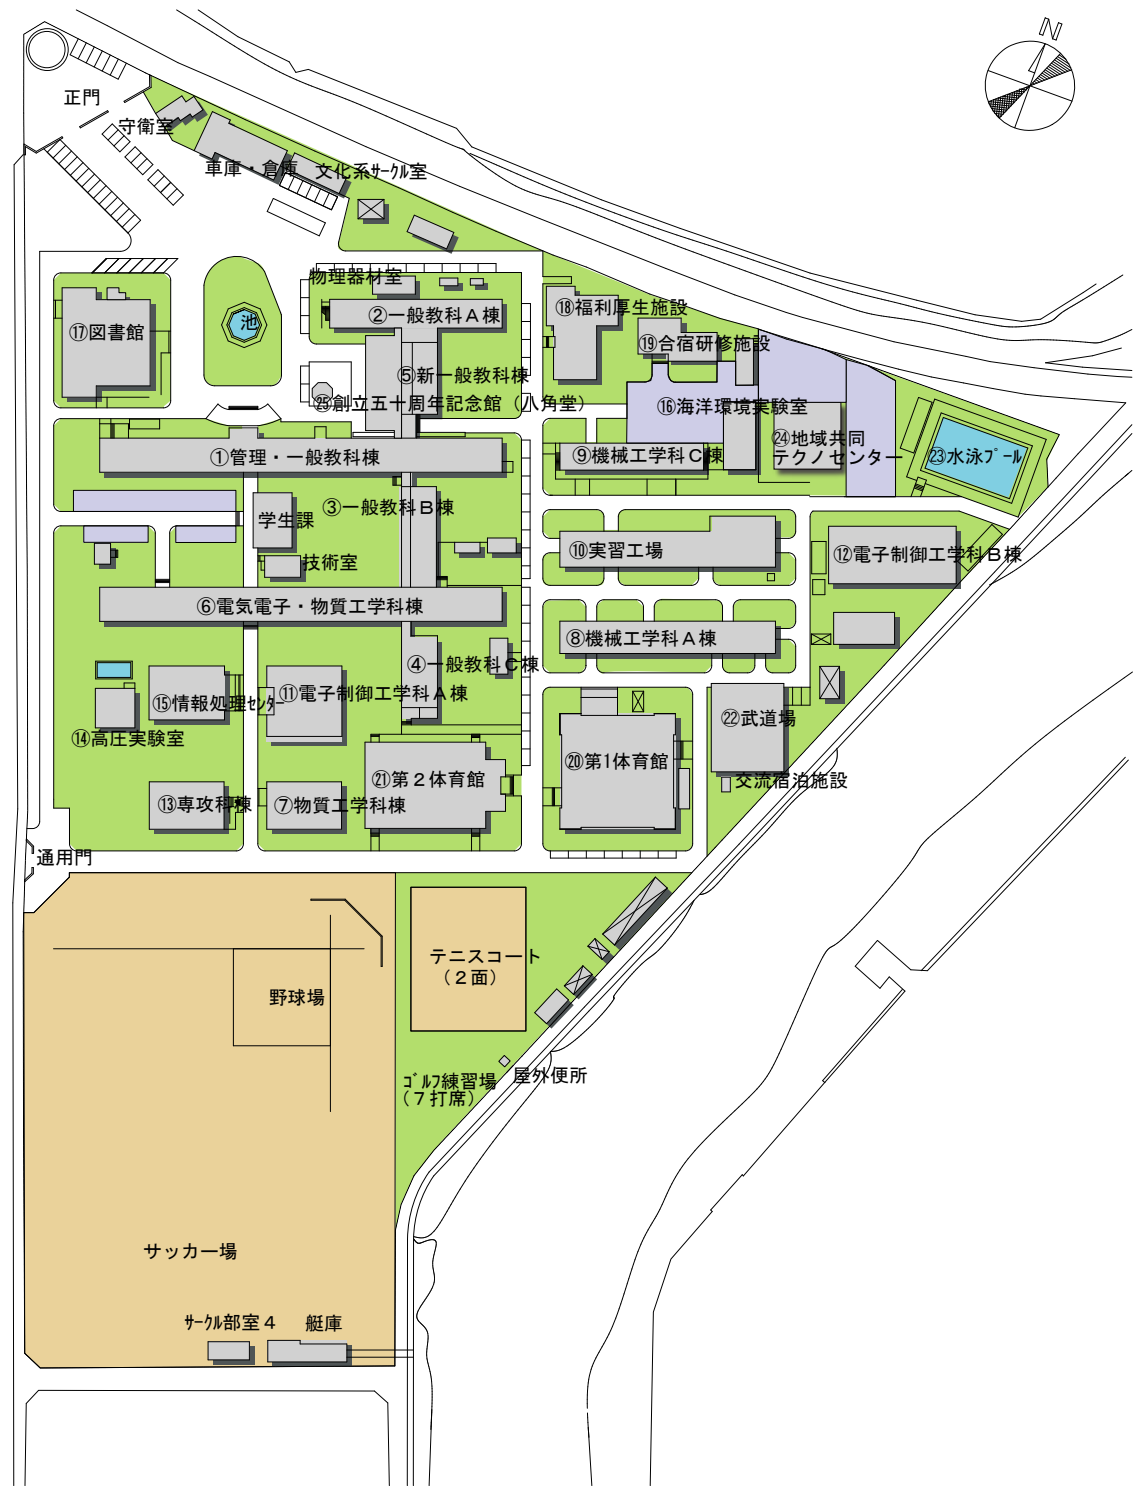 N
正門
守衛室
車庫・倉庫
文化系ｻｰｸﾙ室
物理器材室
⑰図書館
池
②一般教科Ａ棟
⑱福利厚生施設
⑲合宿研修施設
⑤新一般教科棟
㉕創立五十周年記念館（八角堂）
⑯海洋環境実験室
㉔地域共同
テクノセンター
①管理・一般教科棟
⑨機械工学科Ｃ棟
㉓水泳ﾌﾟｰﾙ
学生課
③一般教科Ｂ棟
技術室
⑩実習工場
⑫電子制御工学科Ｂ棟
⑥電気電子・物質工学科棟
⑧機械工学科Ａ棟
④一般教科Ｃ棟
⑮情報処理ｾﾝﾀｰ
⑪電子制御工学科Ａ棟
⑭高圧実験室
㉒武道場
㉑第２体育館
⑳第1体育館
交流宿泊施設
⑬専攻科棟
⑦物質工学科棟
通用門
テニスコート
（２面）
野球場
ｺﾞﾙﾌ練習場
（７打席）
屋外便所
サッカー場
ｻｰｸﾙ部室４
艇庫